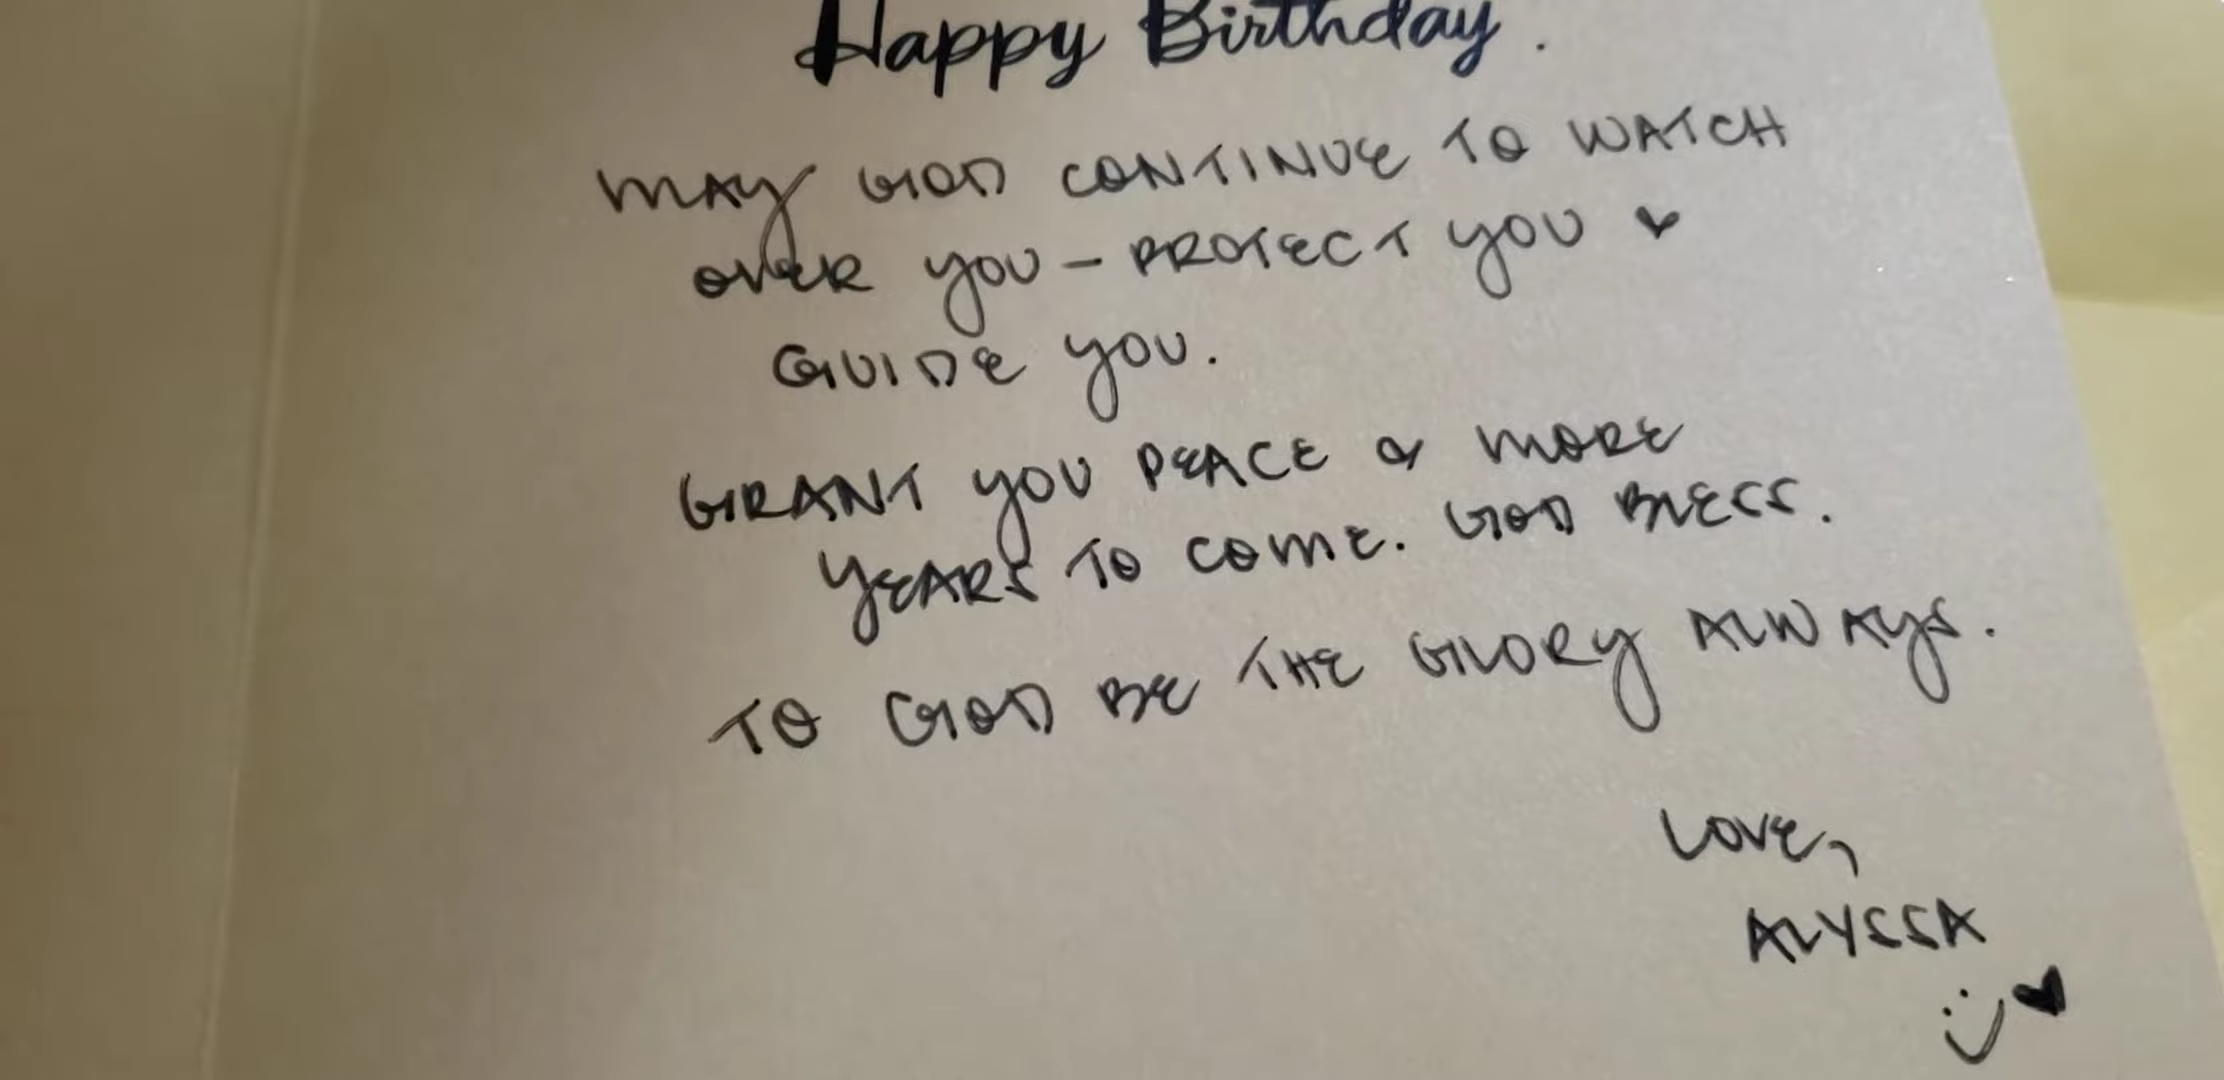 Happy Birthday.
MAY GOD CONTINUE TO WATCH
OVER YOU - PROTECT YOU ♥
GUIDE YOU.
GRANT YOU PEACE & MORE
YEARS TO COME. GOD BLESS.
TO GOD BE THE GLORY ALWAYS.
LOVE,
ALYSSA
:) ♥